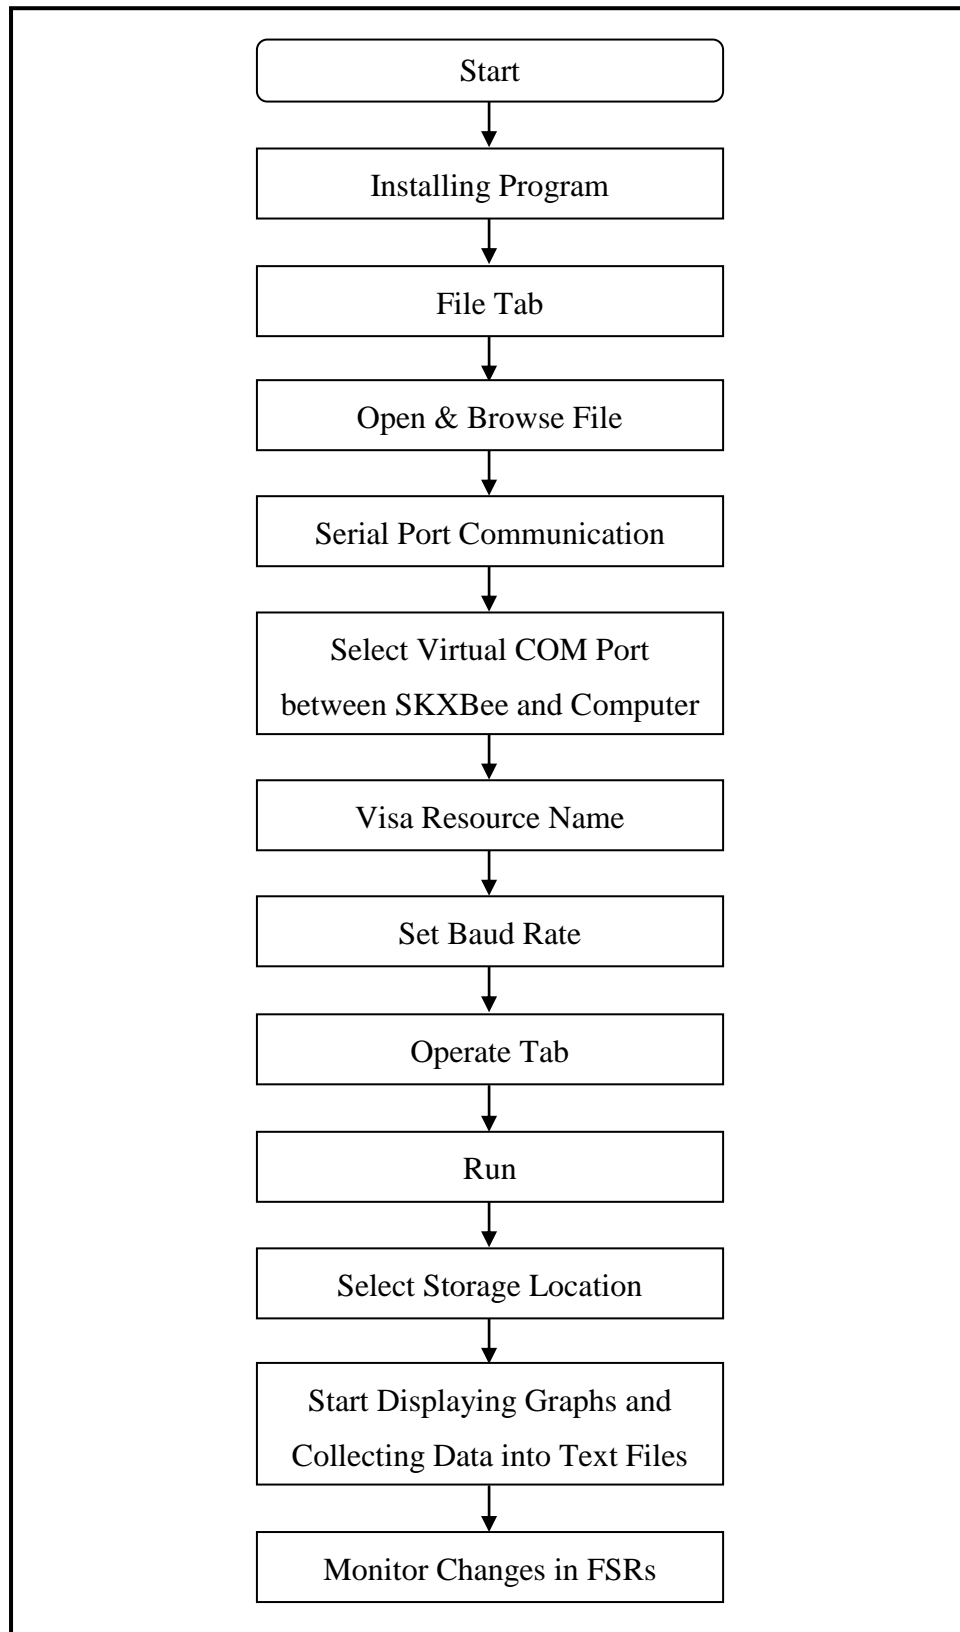 Start
Installing Program
File Tab
Open & Browse File
Serial Port Communication
Select Virtual COM Port
between SKXBee and Computer
Visa Resource Name
Set Baud Rate
Operate Tab
Run
Select Storage Location
Start Displaying Graphs and
Collecting Data into Text Files
Monitor Changes in FSRs